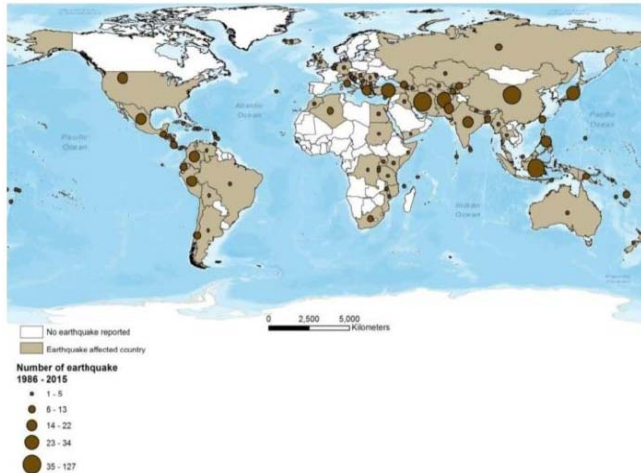 Pacific
Ocean
Atlantic
Ocean
Indian
Ocean
Pacific
Ocean
0 2,500 5,000
Kilometers
No earthquake reported
Earthquake affected country
Number of earthquake
1986 - 2015
1 - 5
6 - 13
14 - 22
23 - 34
35 - 127